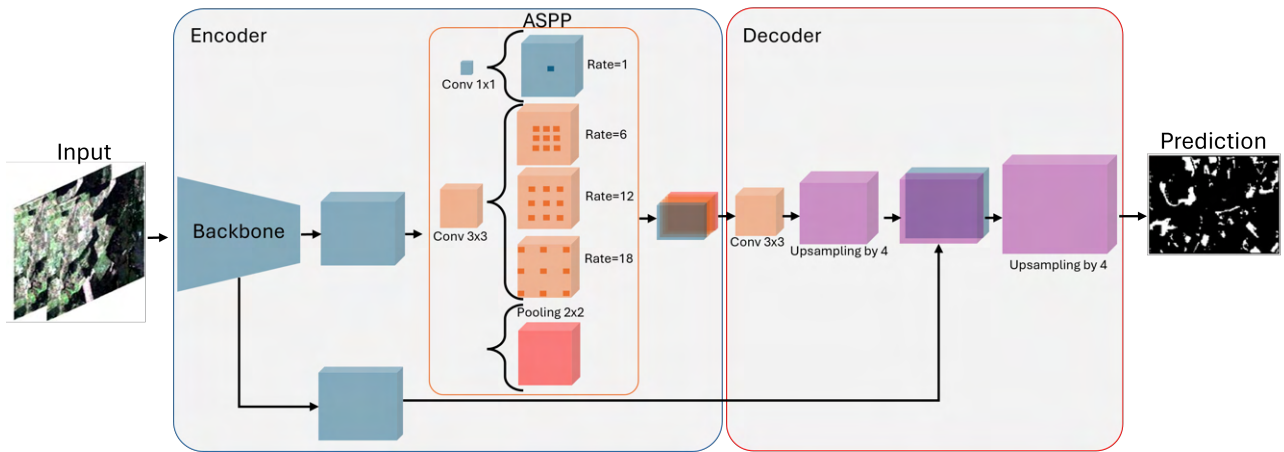 Input
Encoder
Backbone
ASPP
Conv 1x1
Rate=1
Rate=6
Rate=12
Conv 3x3
Rate=18
Pooling 2x2
Decoder
Conv 3x3
Upsampling by 4
Upsampling by 4
Prediction